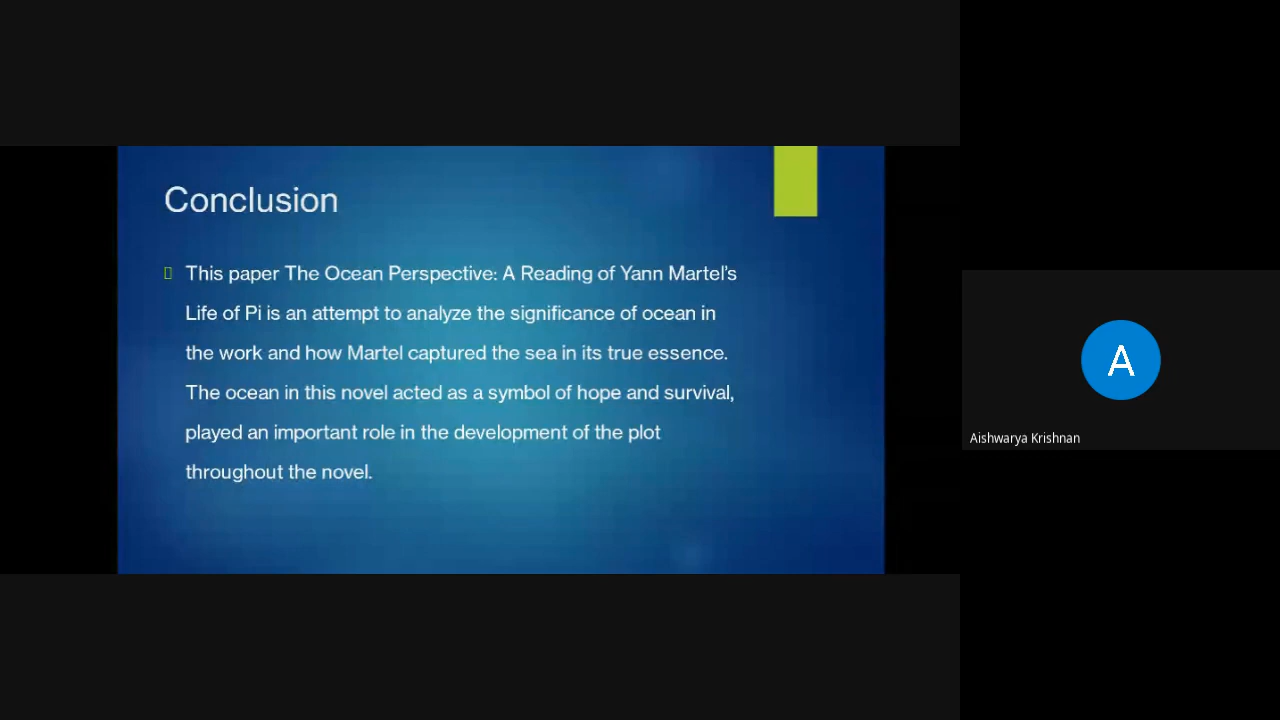 Conclusion
This paper The Ocean Perspective: A Reading of Yann Martel's
Life of Pi is an attempt to analyze the significance of ocean in
the work and how Martel captured the sea in its true essence.
The ocean in this novel acted as a symbol of hope and survival,
played an important role in the development of the plot
throughout the novel.
A
Aishwarya Krishnan